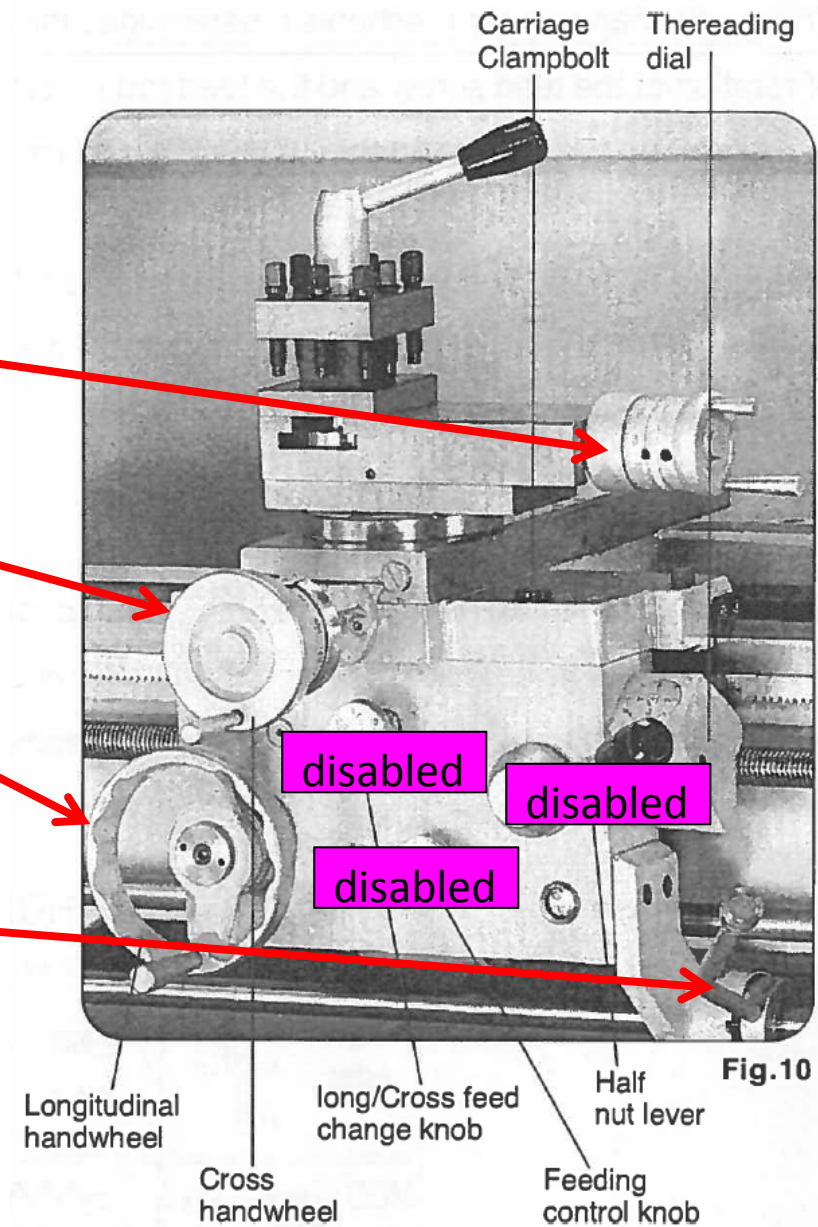 Carriage
Clampbolt
Thereading
dial
disabled
disabled
disabled
Fig.10
Longitudinal
handwheel
long/Cross feed
change knob
Half
nut lever
Cross
handwheel
Feeding
control knob